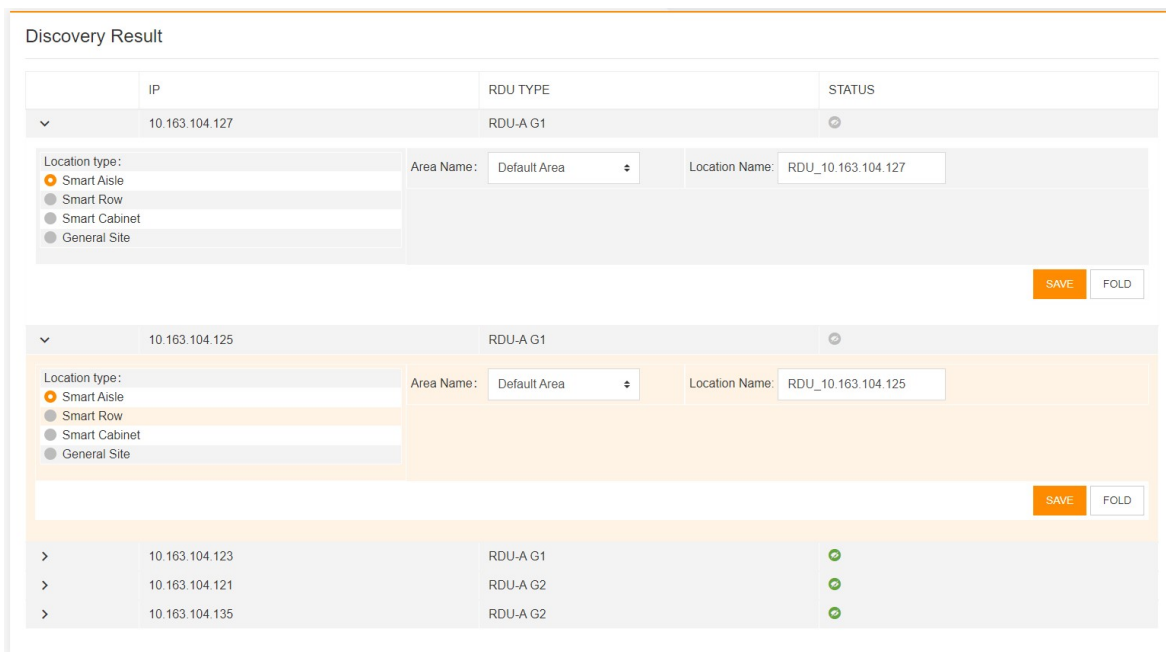 Discovery Result
IP RDU TYPE STATUS
10.163.104.127 RDU-A G1
Location type:
Smart Aisle
Smart Row
Smart Cabinet
General Site
Area Name: Default Area Location Name: RDU_10.163.104.127
SAVE FOLD
10.163.104.125 RDU-A G1
Location type:
Smart Aisle
Smart Row
Smart Cabinet
General Site
Area Name: Default Area Location Name: RDU_10.163.104.125
SAVE FOLD
10.163.104.123 RDU-A G1
10.163.104.121 RDU-A G2
10.163.104.135 RDU-A G2